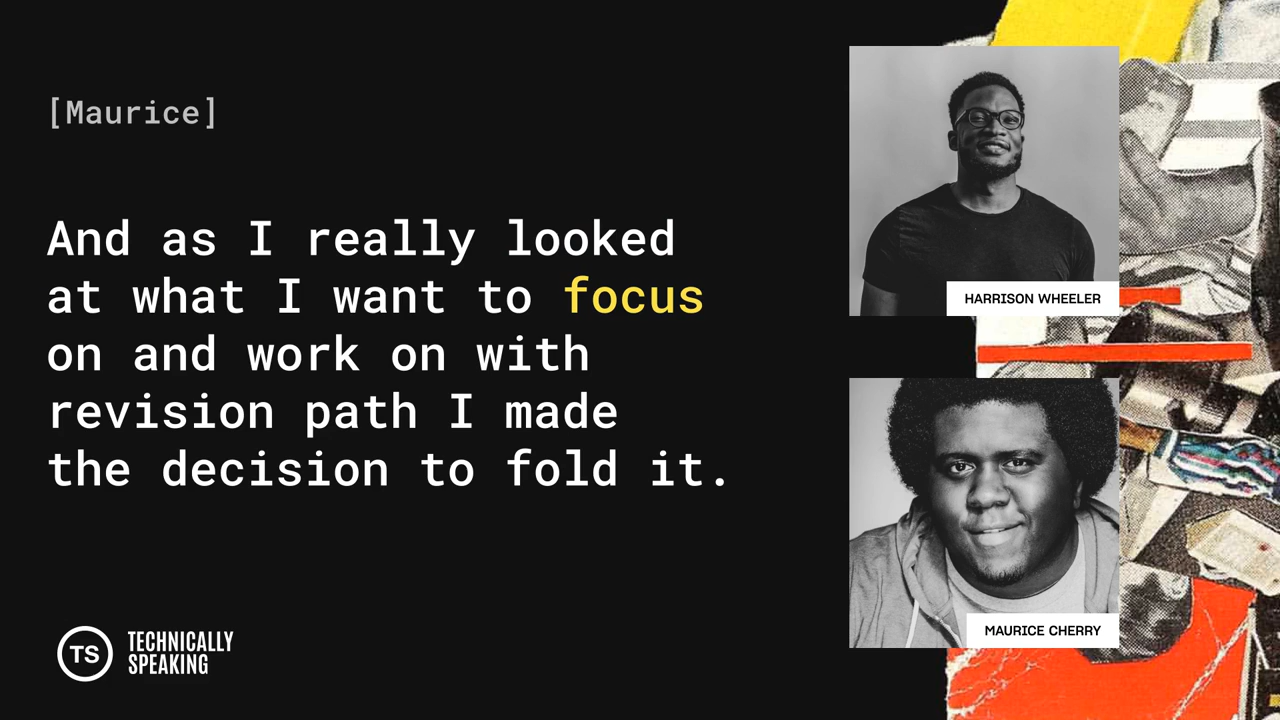 [Maurice]
And as I really looked
at what I want to focus
on and work on with
revision path I made
the decision to fold it.
HARRISON WHEELER
MAURICE CHERRY
TS
TECHNICALLY
SPEAKING